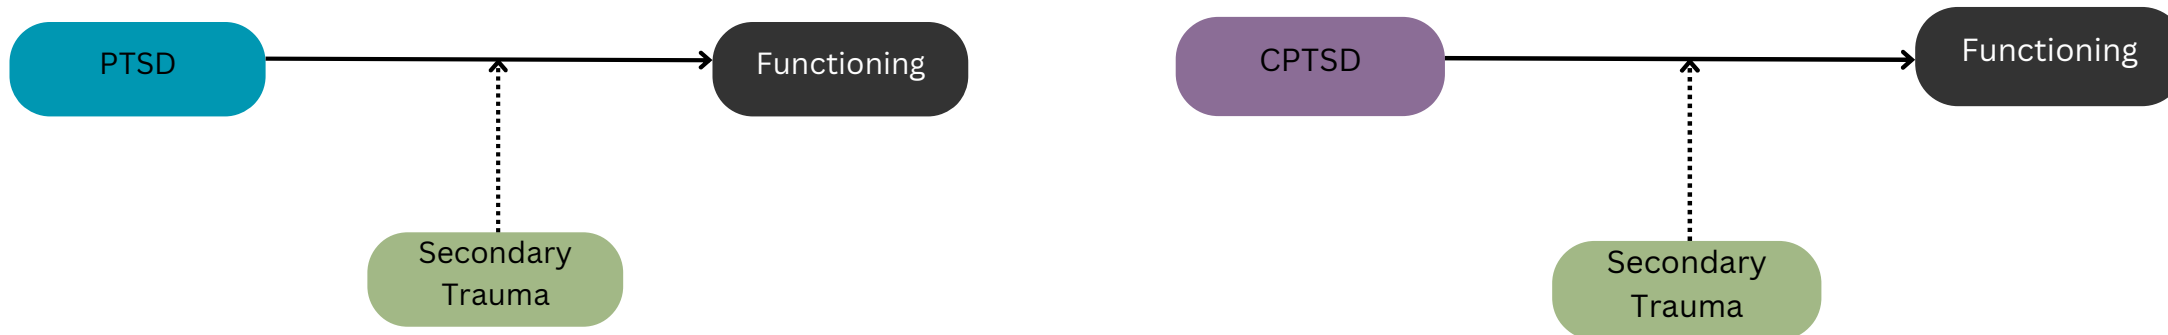 PTSD
Functioning
Secondary
Trauma
CPTSD
Functioning
Secondary
Trauma